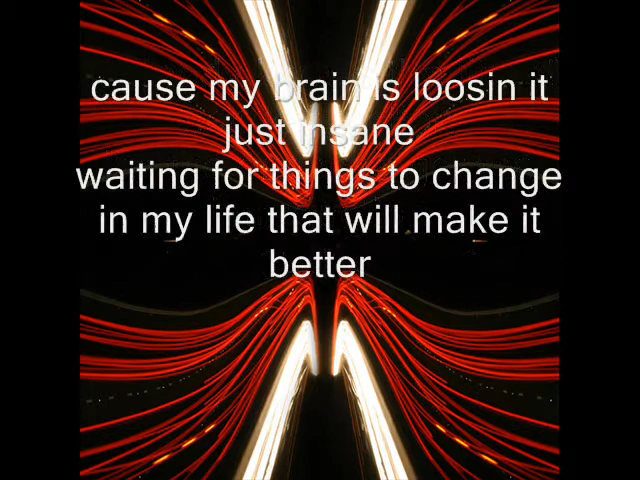 cause my brain is loosin it
just insane
waiting for things to change
in my life that will make it
better